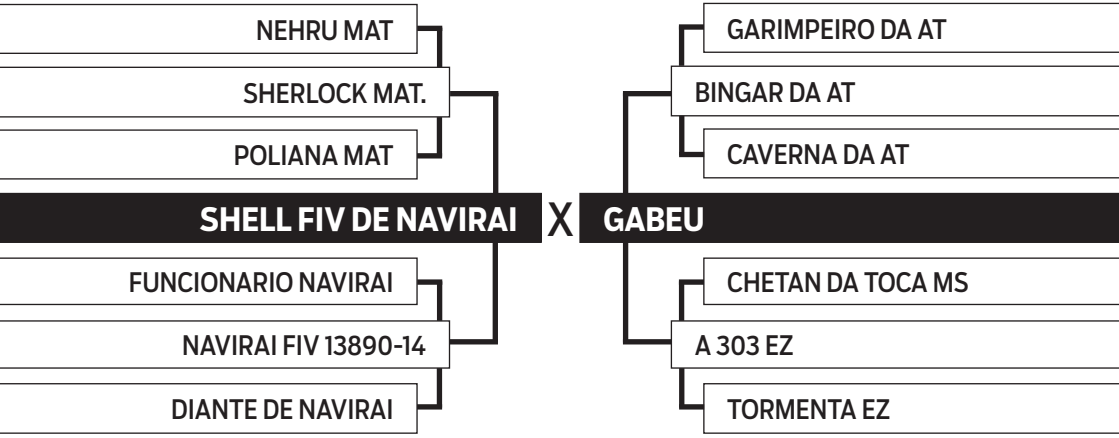 NEHRU MAT
GARIMPEIRO DA AT
SHERLOCK MAT.
BINGAR DA AT
POLIANA MAT
CAVERNA DA AT
SHELL FIV DE NAVIRAI X GABEU
FUNCIONARIO NAVIRAI
CHETAN DA TOCA MS
NAVIRAI FIV 13890-14
A 303 EZ
DIANTE DE NAVIRAI
TORMENTA EZ